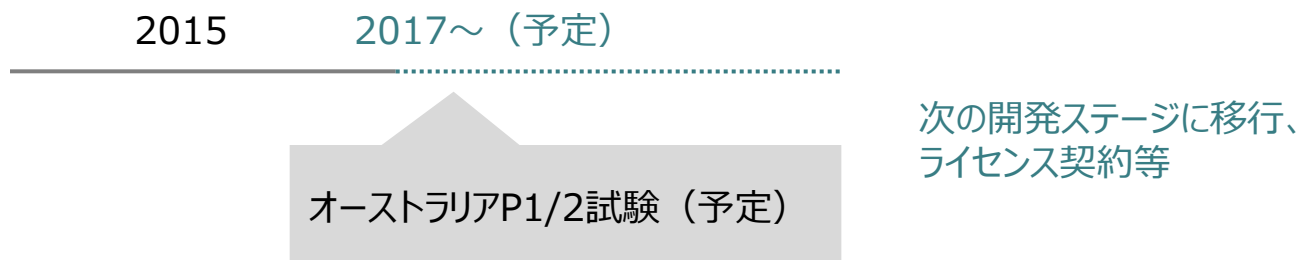 2015 2017～（予定）
次の開発ステージに移行、
ライセンス契約等
オーストラリアP1/2試験（予定）